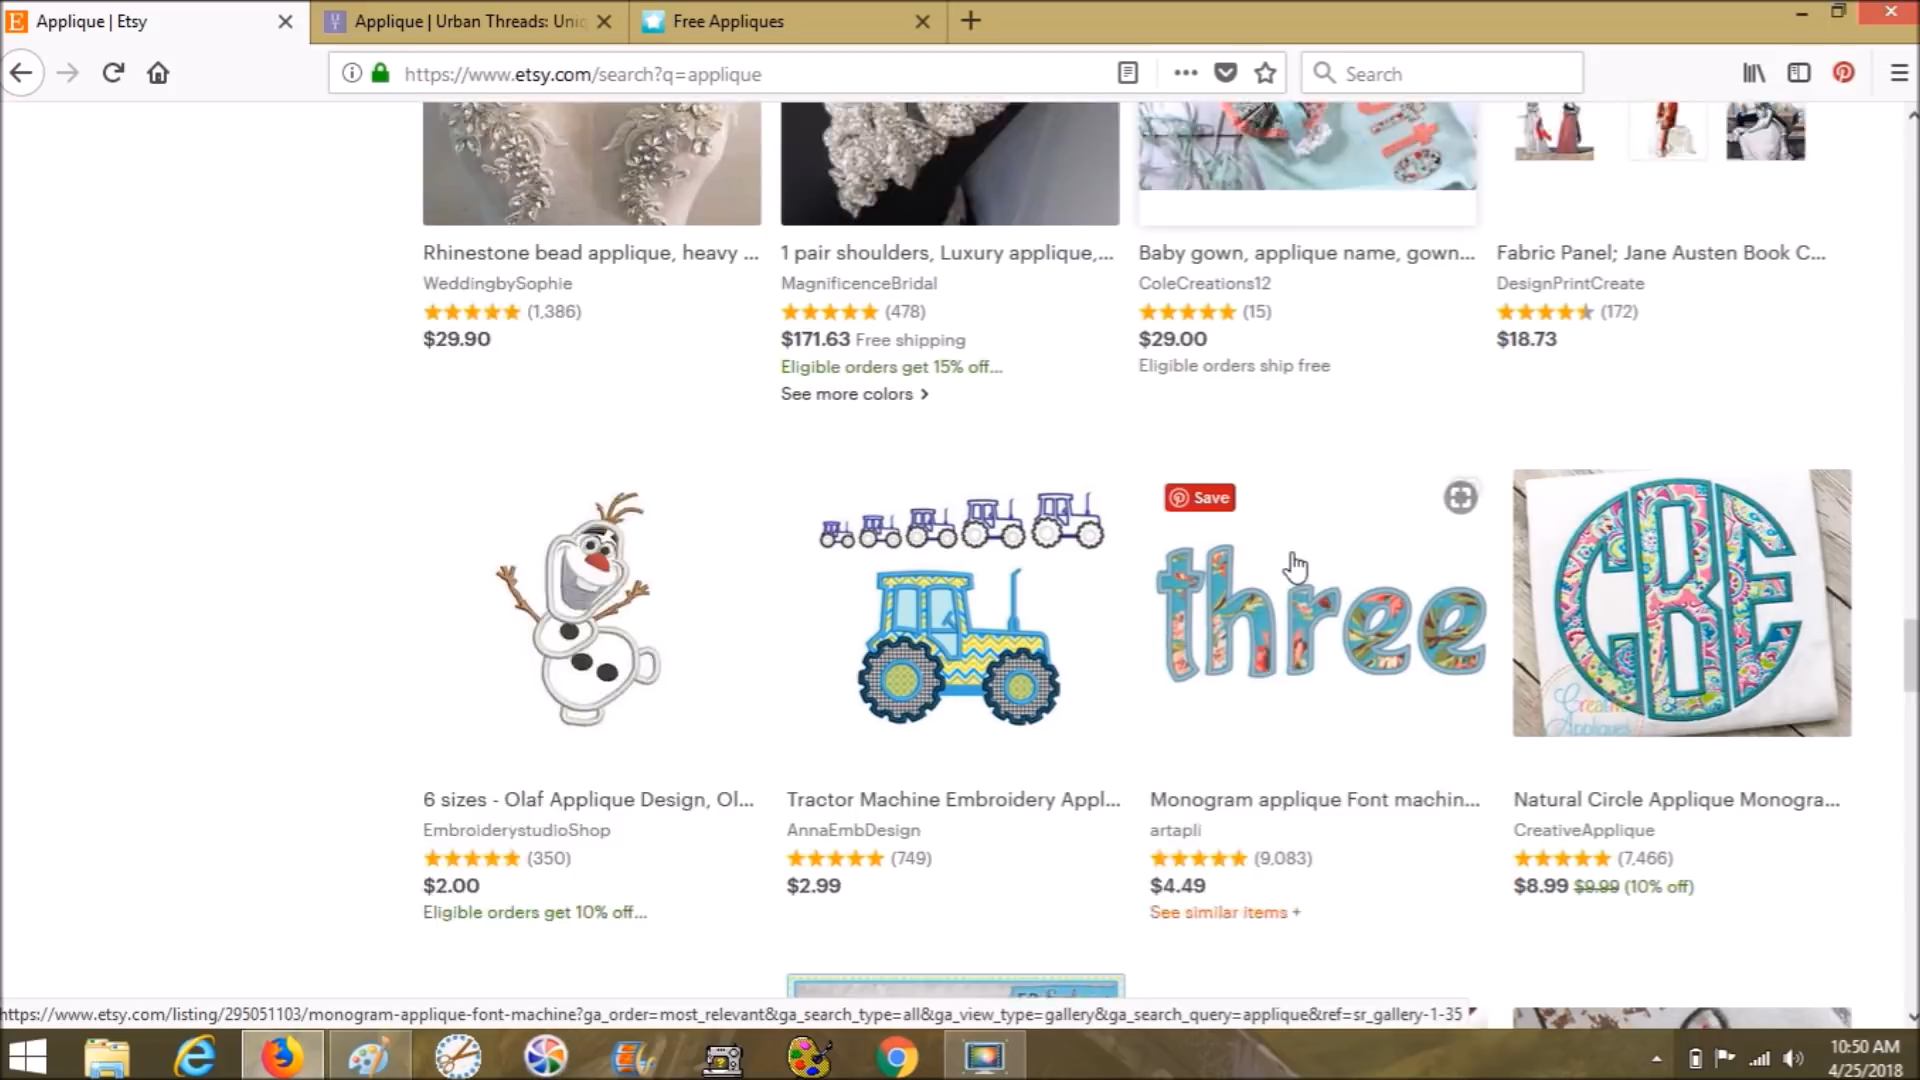 Applique | Etsy
Applique | Urban Threads: Uni
Free Appliques
https://www.etsy.com/search?q=applique
Search
Rhinestone bead applique, heavy ...
1 pair shoulders, Luxury applique,...
Baby gown, applique name, gown...
Fabric Panel; Jane Austen Book C...
WeddingbySophie
MagnificenceBridal
ColeCreations12
DesignPrintCreate
(1,386)
(478)
(15)
(172)
$29.90
$171.63 Free shipping
$29.00
$18.73
Eligible orders get 15% off...
Eligible orders ship free
See more colors >
Save
three
CRE
Creative
Appliques
6 sizes - Olaf Applique Design, Ol...
Tractor Machine Embroidery Appl...
Monogram applique Font machin...
Natural Circle Applique Monogra...
EmbroiderystudioShop
AnnaEmbDesign
artapli
CreativeApplique
(350)
(749)
(9,083)
(7,466)
$2.00
$2.99
$4.49
$8.99 $9.99 (10% off)
Eligible orders get 10% off...
See similar items +
https://www.etsy.com/listing/295051103/monogram-applique-font-machine?ga_order=most_relevant&ga_search_type=all&ga_view_type=gallery&ga_search_query=applique&ref=sr_gallery-1-35
10:50 AM
4/25/2018